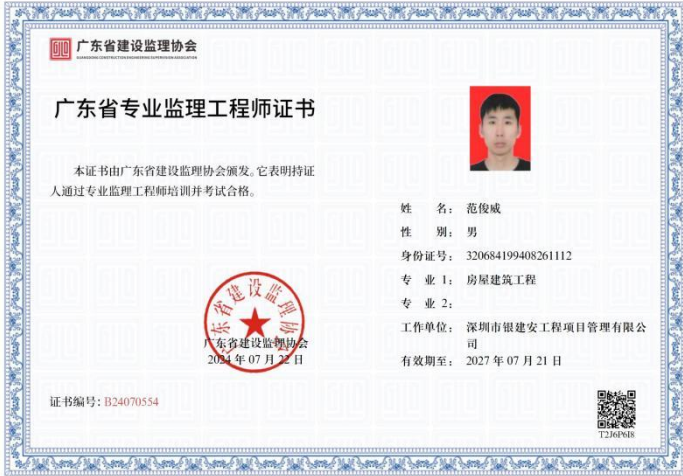 广东省建设监理协会
GUANGDONG CONSTRUCTION ENGINEERING SUPERVISION ASSOCIATION
广东省专业监理工程师证书
本证书由广东省建设监理协会颁发。它表明持证
人通过专业监理工程师培训并考试合格。
广东省建设监理协会
广东省建设监理协会
2024 年 07 月 22 日
证书编号: B24070554
姓 名: 范俊威
性 别: 男
身份证号: 320684199408261112
专 业 1: 房屋建筑工程
专 业 2:
工作单位: 深圳市银建安工程项目管理有限公
司
有效期至: 2027 年 07 月 21 日
T2J6P6I8